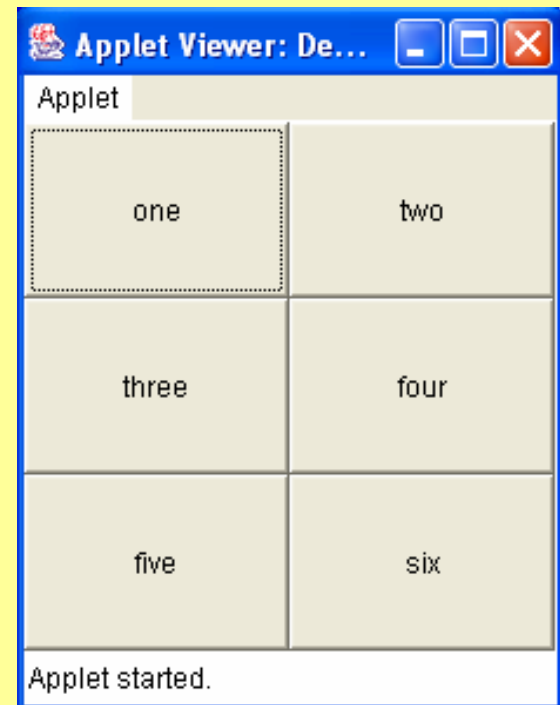 Applet Viewer: De...
Applet
one two
three four
five six
Applet started.